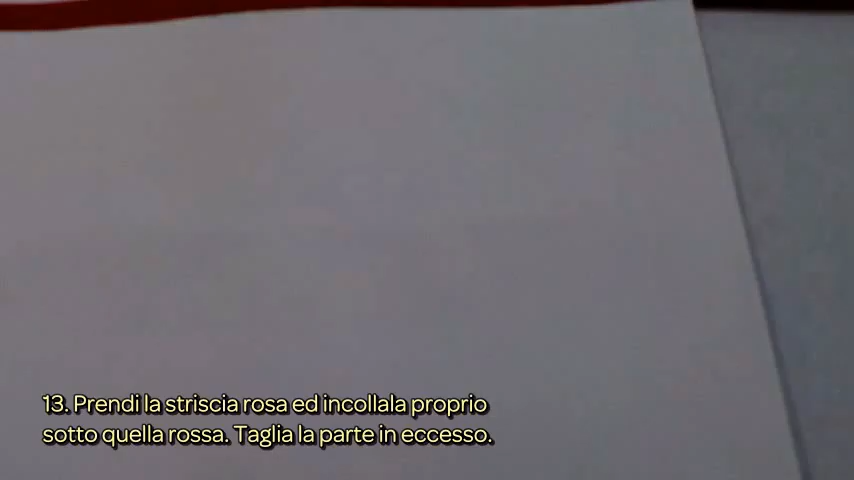 13. Prendi la striscia rosa ed incollala proprio
sotto quella rossa. Taglia la parte in eccesso.